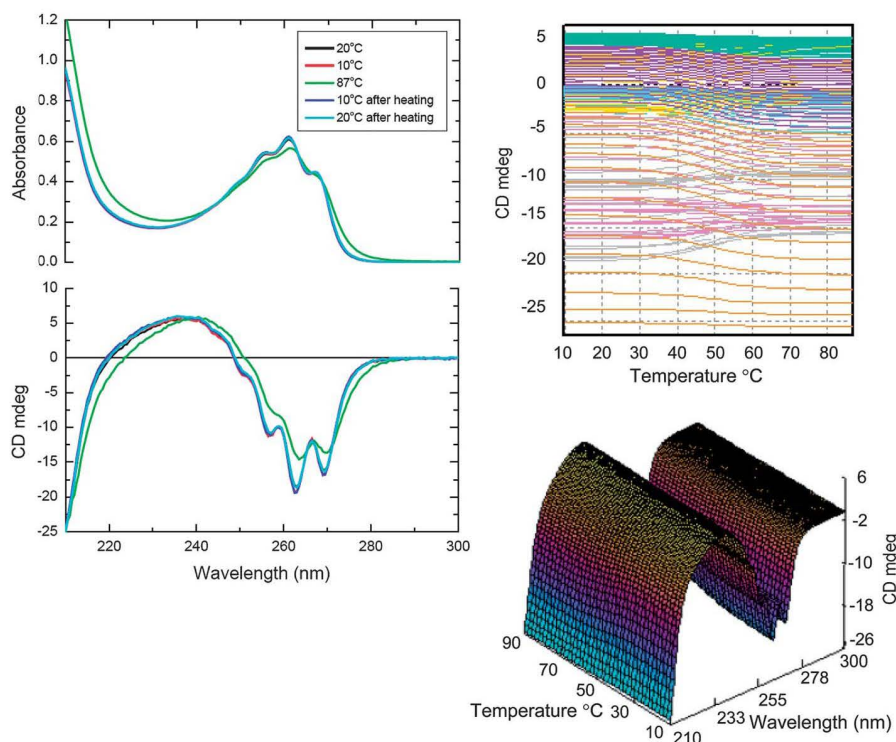 1.2
1.0
0.8
0.6
0.4
0.2
0.0
Absorbance
20°C
10°C
87°C
10°C after heating
20°C after heating
10
5
0
-5
-10
-15
-20
-25
CD mdeg
220 240 260 280 300
Wavelength (nm)
5
0
-5
-10
-15
-20
-25
CD mdeg
10 20 30 40 50 60 70 80
Temperature °C
6
-2
-10
-18
-26
CD mdeg
90
70
50
30
10
Temperature °C
210
233
255
278
300
Wavelength (nm)